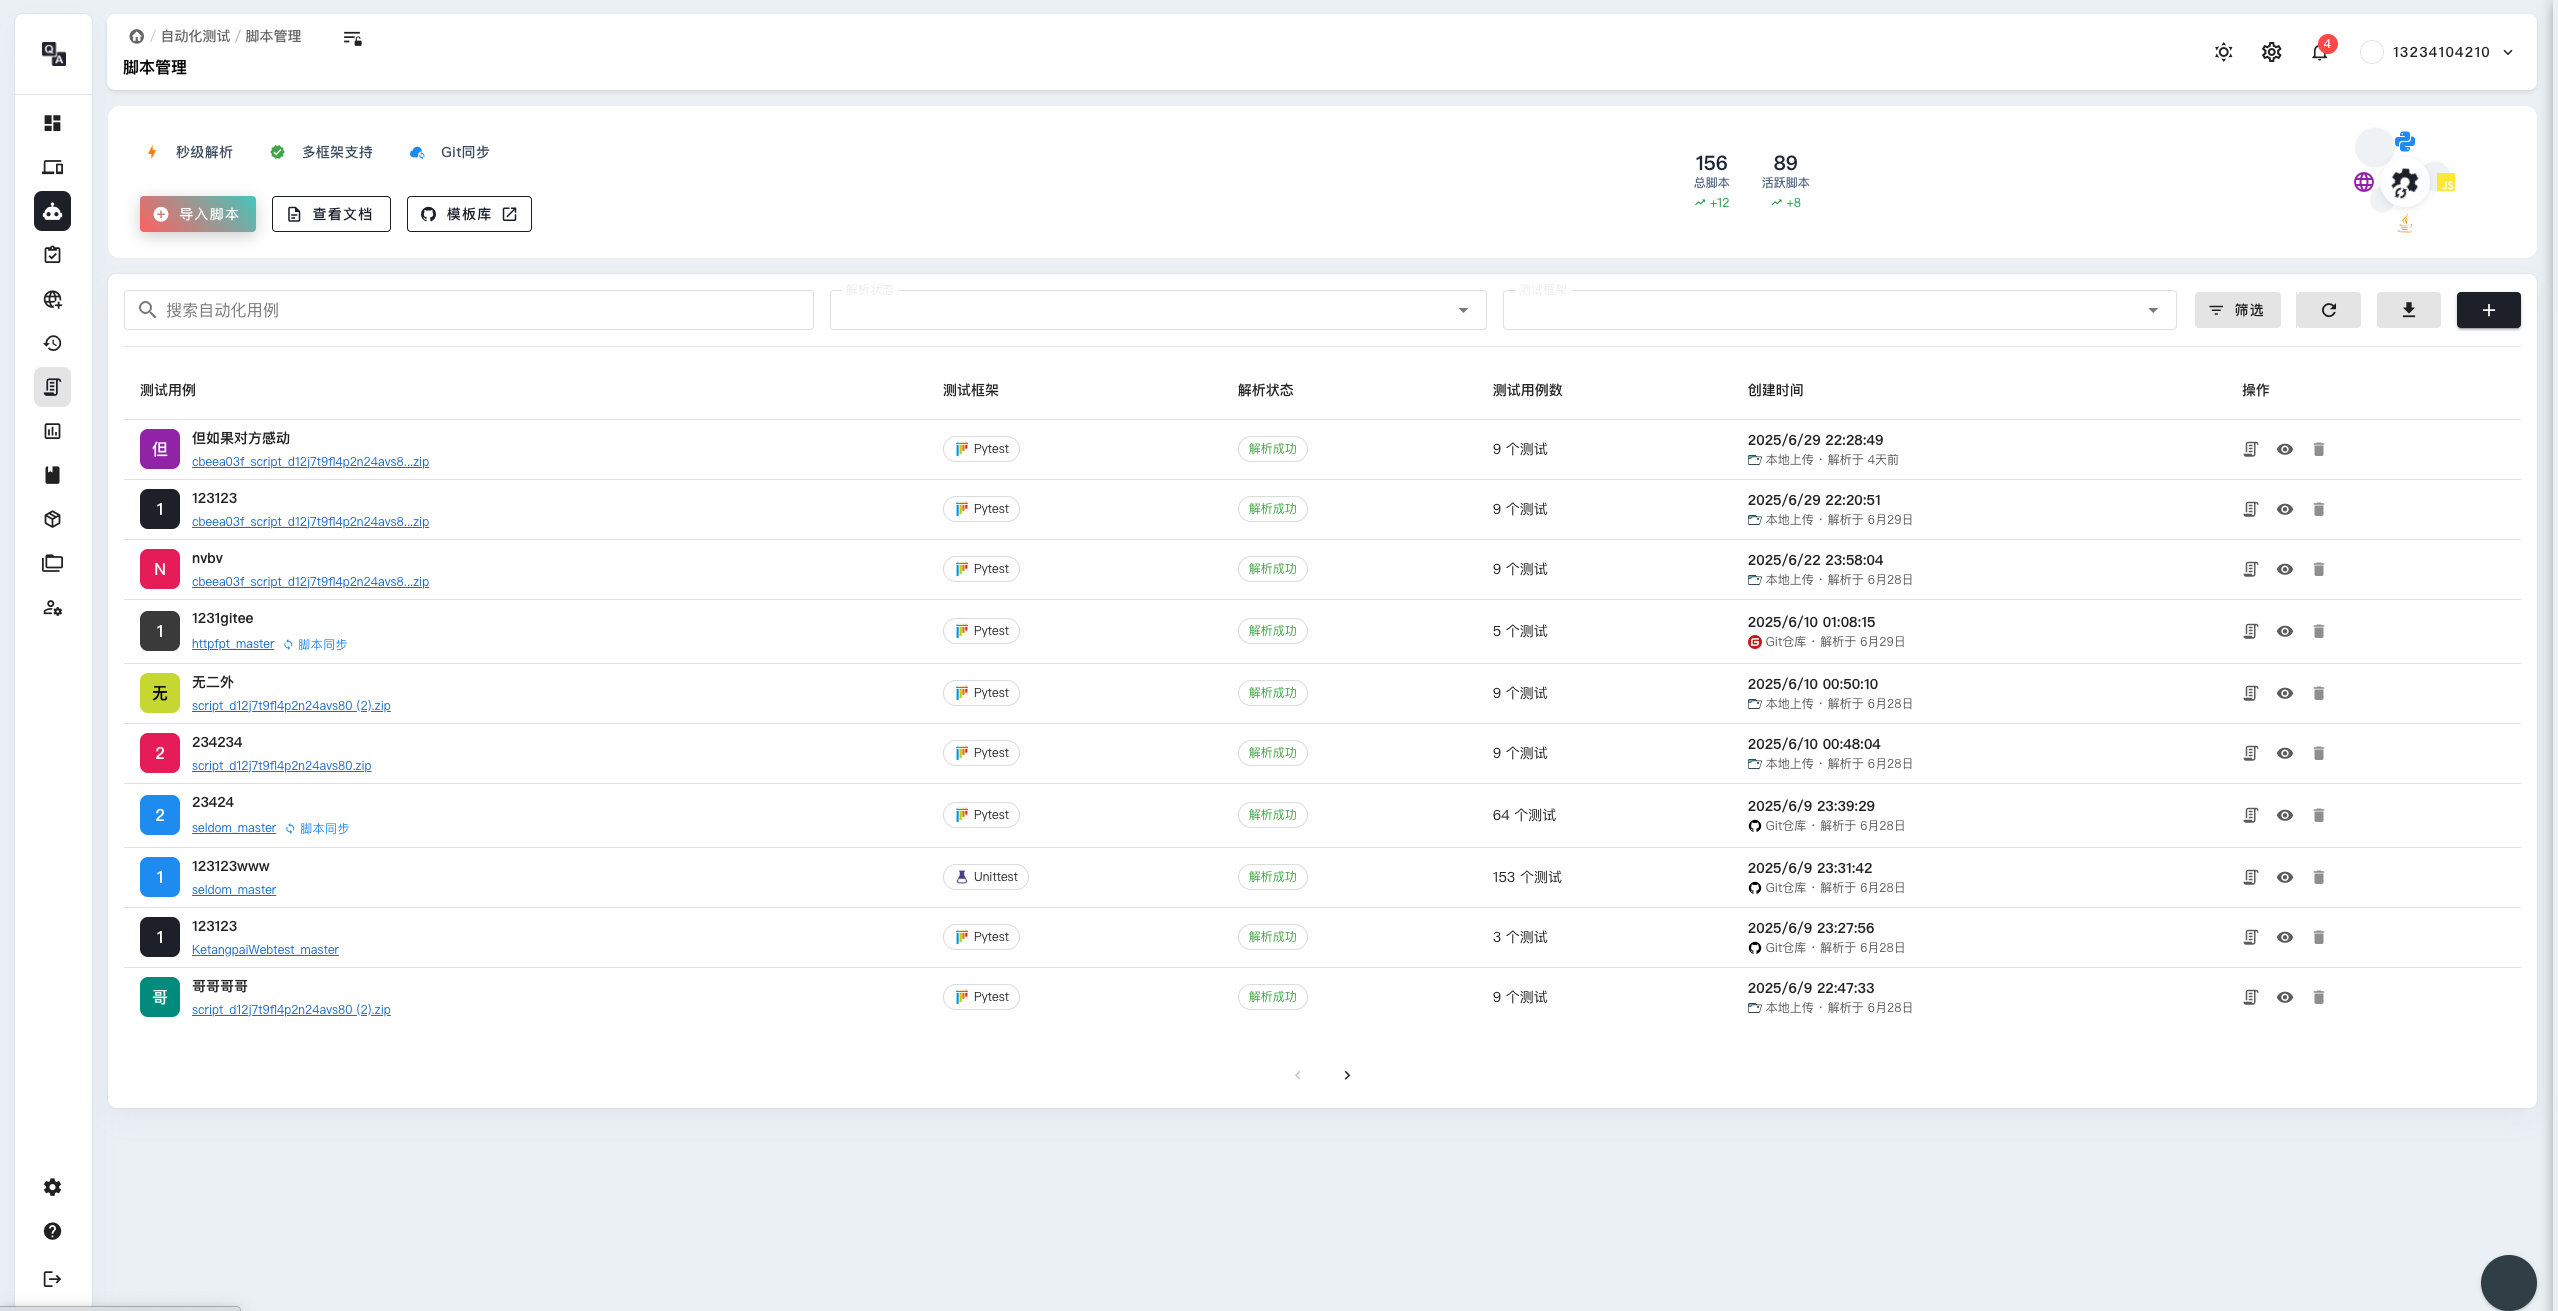 QA
/ 自动化测试 / 脚本管理
脚本管理
4
13234104210
秒级解析
多框架支持
Git同步
导入脚本
查看文档
模板库
156
总脚本
+12
89
活跃脚本
+8
JS
搜索自动化用例
解析状态
测试框架
筛选
测试用例
测试框架
解析状态
测试用例数
创建时间
操作
但
但如果对方感动
cbeea03f_script_d12j7t9fl4p2n24avs8...zip
Pytest
解析成功
9 个测试
2025/6/29 22:28:49
本地上传 · 解析于 4天前
1
123123
cbeea03f_script_d12j7t9fl4p2n24avs8...zip
Pytest
解析成功
9 个测试
2025/6/29 22:20:51
本地上传 · 解析于 6月29日
N
nvbv
cbeea03f_script_d12j7t9fl4p2n24avs8...zip
Pytest
解析成功
9 个测试
2025/6/22 23:58:04
本地上传 · 解析于 6月28日
1
1231gitee
httpfpt_master 脚本同步
Pytest
解析成功
5 个测试
2025/6/10 01:08:15
Git仓库 · 解析于 6月29日
无
无二外
script_d12j7t9fl4p2n24avs80 (2).zip
Pytest
解析成功
9 个测试
2025/6/10 00:50:10
本地上传 · 解析于 6月28日
2
234234
script_d12j7t9fl4p2n24avs80.zip
Pytest
解析成功
9 个测试
2025/6/10 00:48:04
本地上传 · 解析于 6月28日
2
23424
seldom_master 脚本同步
Pytest
解析成功
64 个测试
2025/6/9 23:39:29
Git仓库 · 解析于 6月28日
1
123123www
seldom_master
Unittest
解析成功
153 个测试
2025/6/9 23:31:42
Git仓库 · 解析于 6月28日
1
123123
KetangpaiWebtest_master
Pytest
解析成功
3 个测试
2025/6/9 23:27:56
Git仓库 · 解析于 6月28日
哥
哥哥哥哥
script_d12j7t9fl4p2n24avs80 (2).zip
Pytest
解析成功
9 个测试
2025/6/9 22:47:33
本地上传 · 解析于 6月28日